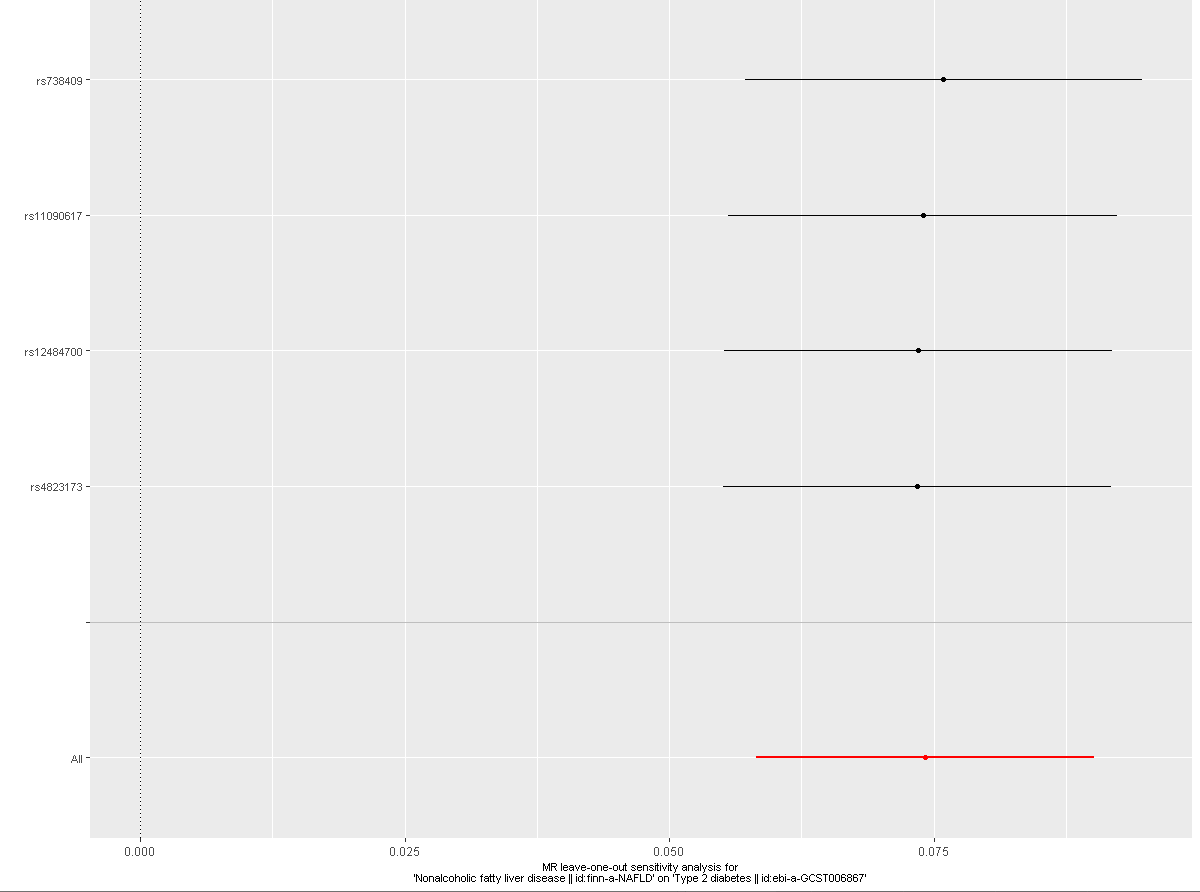 rs738409
rs11090617
rs12484700
rs4823173
All
0.000
0.025
0.050
0.075
MR leave-one-out sensitivity analysis for
'Nonalcoholic fatty liver disease || id:finn-a-NAFLD' on 'Type 2 diabetes || id:ebi-a-GCST006867'